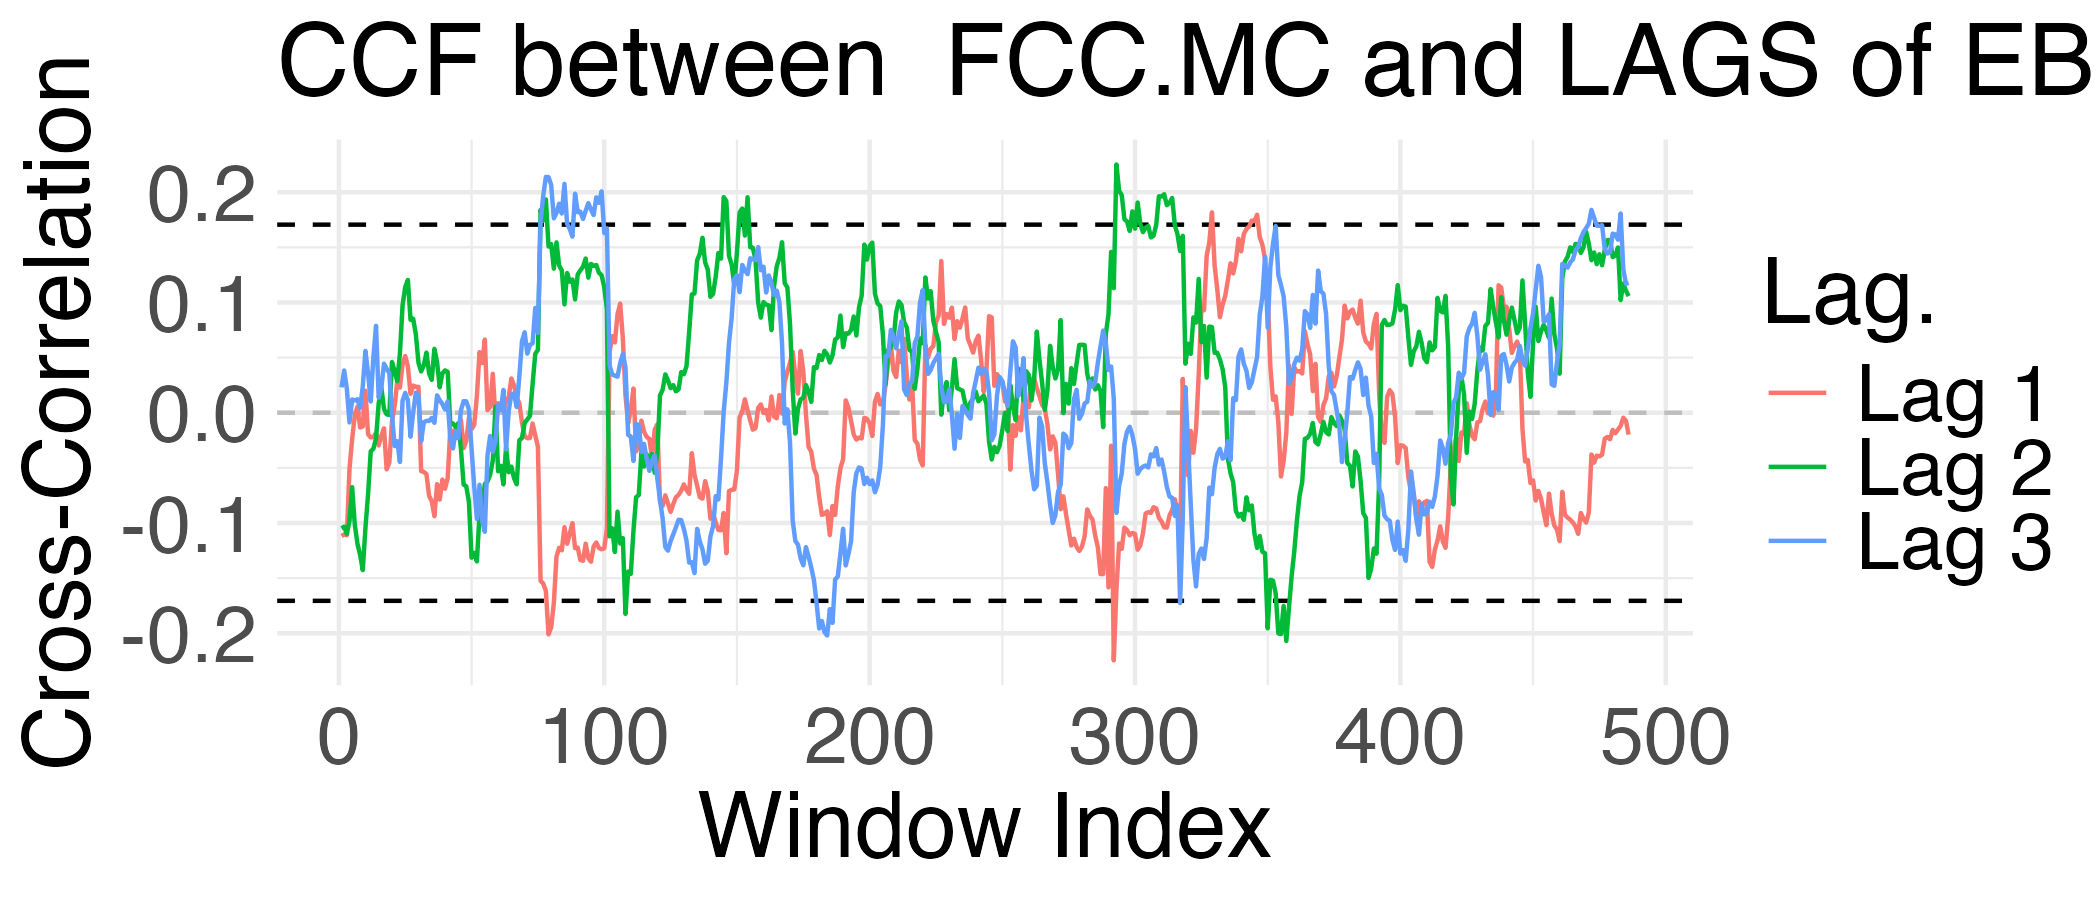 CCF between  FCC.MC and LAGS of EB
Cross-Correlation
0.2
0.1
0.0
-0.1
-0.2
0 100 200 300 400 500
Window Index
Lag.
Lag 1
Lag 2
Lag 3